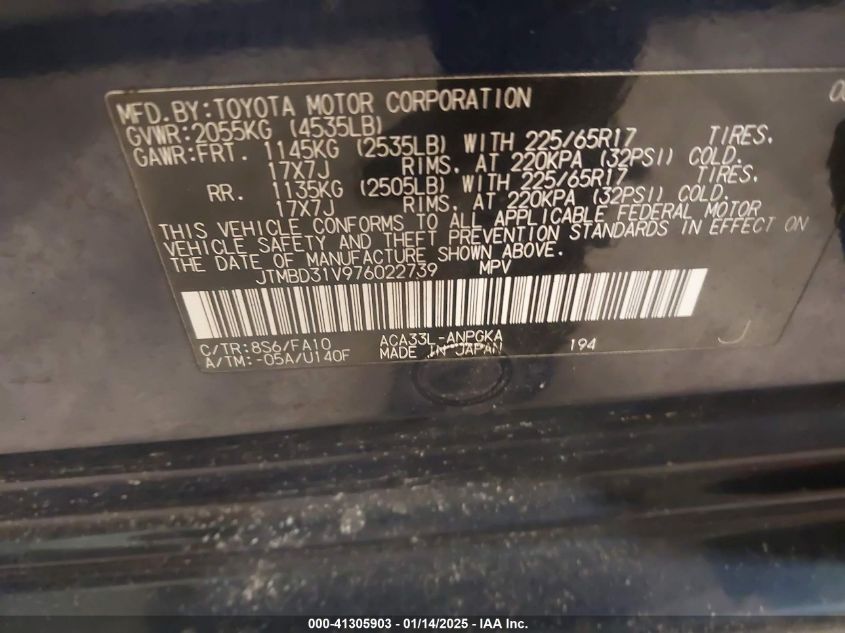 MFD.BY:TOYOTA MOTOR CORPORATION
GVWR:2055KG (4535LB)
GAWR:FRT. 1145KG (2535LB) WITH 225/65R17 TIRES.
17X7J RIMS. AT 220KPA (32PSI) COLD.
RR. 1135KG (2505LB) WITH 225/65R17 TIRES.
17X7J RIMS. AT 220KPA (32PSI) COLD.
THIS VEHICLE CONFORMS TO ALL APPLICABLE FEDERAL MOTOR
VEHICLE SAFETY AND THEFT PREVENTION STANDARDS IN EFFECT ON
THE DATE OF MANUFACTURE SHOWN ABOVE.
JTMBD31V976022739 MPV
C/TR:8S6/FA10 ACA33L-ANPGKA 194
A/TM:-05A/U140F MADE IN JAPAN J
000-41305903 — 01/14/2025 — IAA Inc.